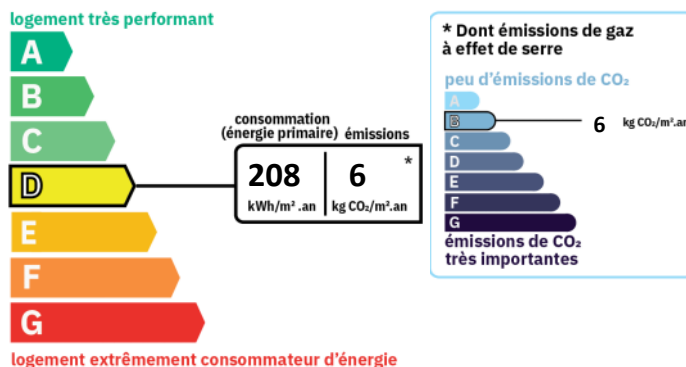 logement très performant
A
B
C
D
E
F
G
logement extrêmement consommateur d'énergie
consommation
(énergie primaire) émissions
208 6 *
kWh/m² .an kg CO₂/m².an
* Dont émissions de gaz
à effet de serre
peu d'émissions de CO₂
A
B 6 kg CO₂/m².an
C
D
E
F
G
émissions de CO₂
très importantes